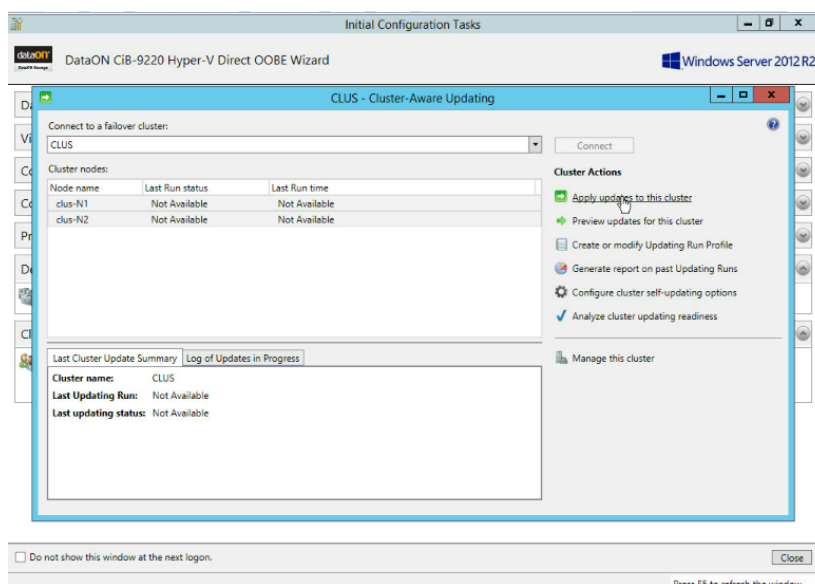 Initial Configuration Tasks
dataON
DataON CiB-9220 Hyper-V Direct OOBE Wizard
Windows Server 2012 R2
CLUS - Cluster-Aware Updating
Connect to a failover cluster:
CLUS
Connect
Cluster nodes:
Cluster Actions
Node name Last Run status Last Run time
clus-N1 Not Available Not Available
clus-N2 Not Available Not Available
Apply updates to this cluster
Preview updates for this cluster
Create or modify Updating Run Profile
Generate report on past Updating Runs
Configure cluster self-updating options
Analyze cluster updating readiness
Manage this cluster
Last Cluster Update Summary Log of Updates in Progress
Cluster name: CLUS
Last Updating Run: Not Available
Last updating status: Not Available
Do not show this window at the next logon.
Close
Press F5 to refresh the window